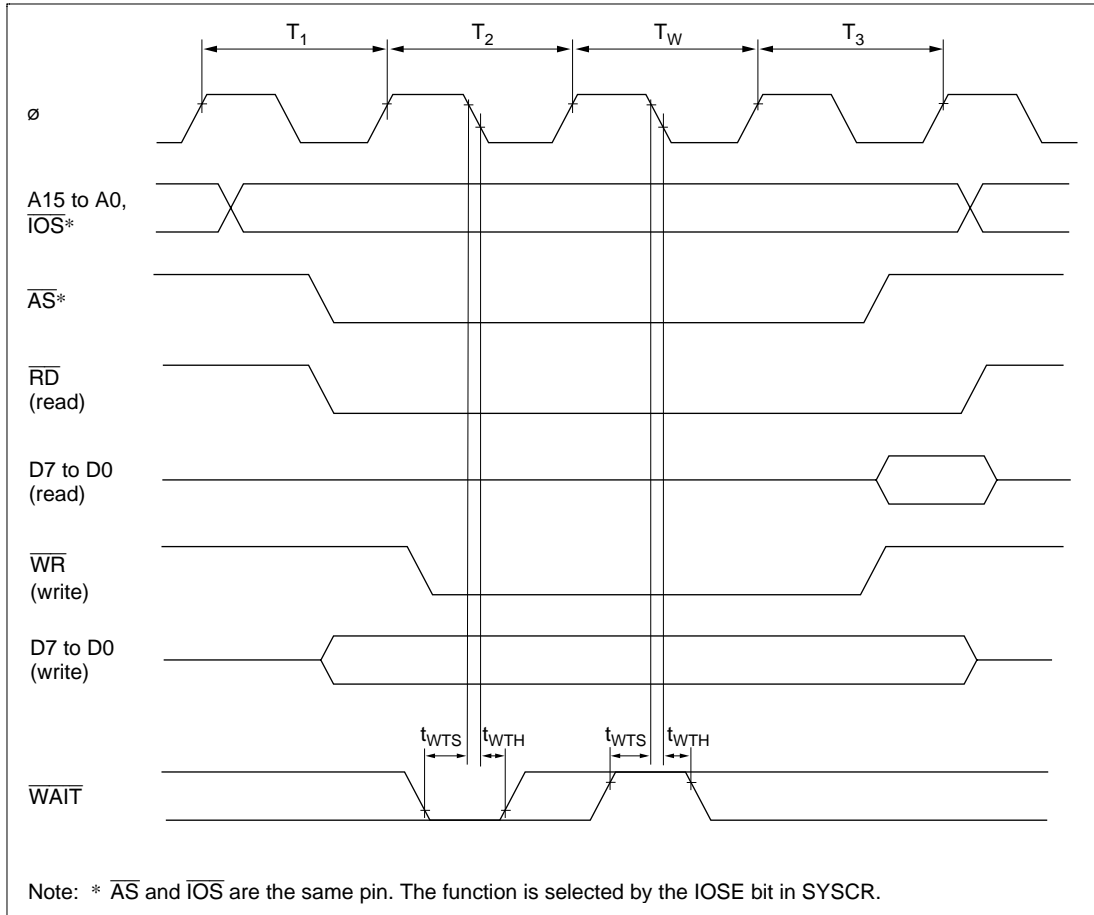 T1 T2 TW T3
ø
A15 to A0,
IOS*
AS*
RD
(read)
D7 to D0
(read)
WR
(write)
D7 to D0
(write)
tWTS tWTH tWTS tWTH
WAIT
Note: * AS and IOS are the same pin. The function is selected by the IOSE bit in SYSCR.